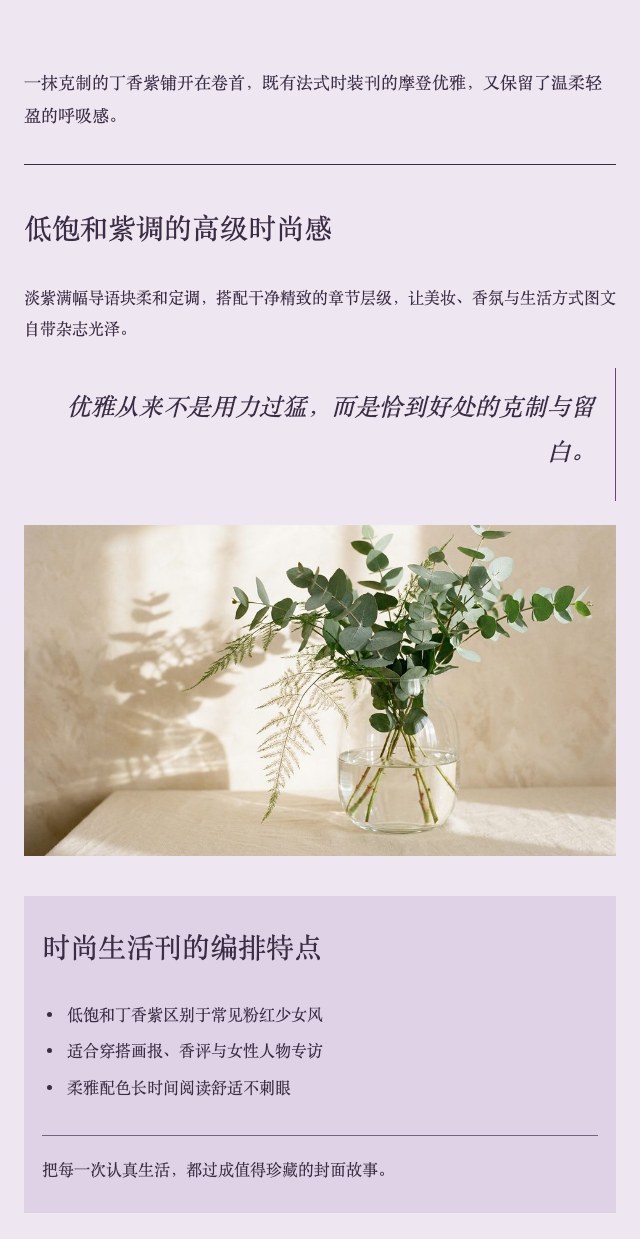 一抹克制的丁香紫铺开在卷首，既有法式时装刊的摩登优雅，又保留了温柔轻
盈的呼吸感。
低饱和紫调的高级时尚感
淡紫满幅导语块柔和定调，搭配干净精致的章节层级，让美妆、香氛与生活方式图文
自带杂志光泽。
优雅从来不是用力过猛，而是恰到好处的克制与留
白。
时尚生活刊的编排特点
• 低饱和丁香紫区别于常见粉红少女风
• 适合穿搭画报、香评与女性人物专访
• 柔雅配色长时间阅读舒适不刺眼
把每一次认真生活，都过成值得珍藏的封面故事。